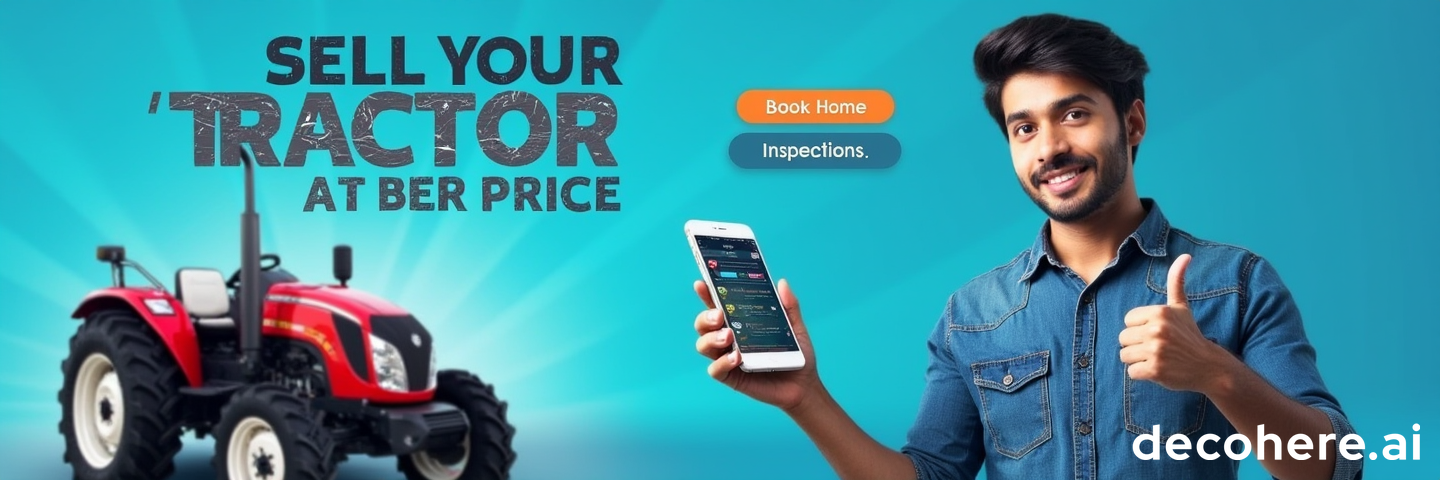 SELL YOUR
'TRACTOR
AT BER PRICE
Book Home
Inspections.
decohere.ai